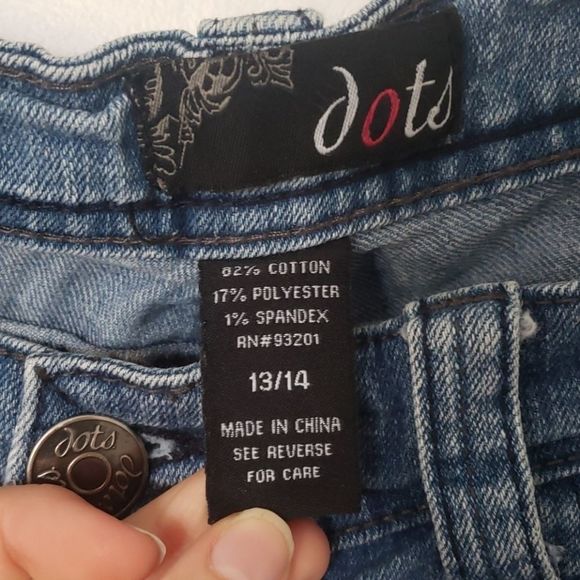 dots
82% COTTON
17% POLYESTER
1% SPANDEX
RN#93201
13/14
MADE IN CHINA
SEE REVERSE
FOR CARE
dots